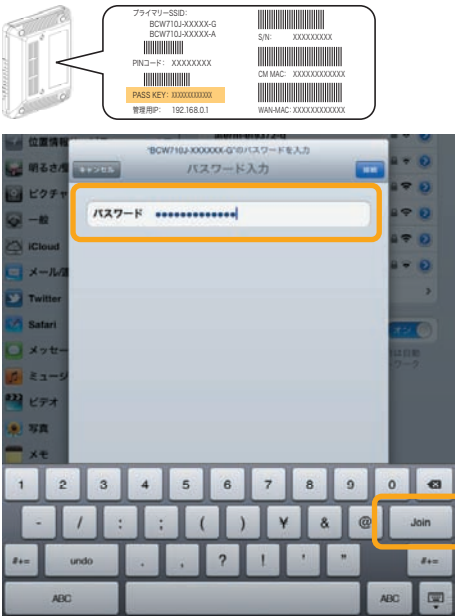 プライマリーSSID:
BCW710J-XXXXX-G
BCW710J-XXXXX-A
PINコード: XXXXXXXX
PASS KEY: XXXXXXXXXXXXX
管理用IP: 192.168.0.1
S/N: XXXXXXXXX
CM MAC: XXXXXXXXXXXX
WAN-MAC: XXXXXXXXXXXX
位置情報
"BCW710J-XXXXXX-G"のパスワードを入力
キャンセル パスワード入力 接続
明るさ/
ピクチャ
パスワード •••••••••••••
一般
iCloud
メール/
Twitter
Safari
オン
メッセー
ミュージ
ビデオ
写真
メモ
1 2 3 4 5 6 7 8 9 0
- / : ; ( ) ¥ & @ Join
#+= undo . , ? ! ' " #+=
ABC ABC